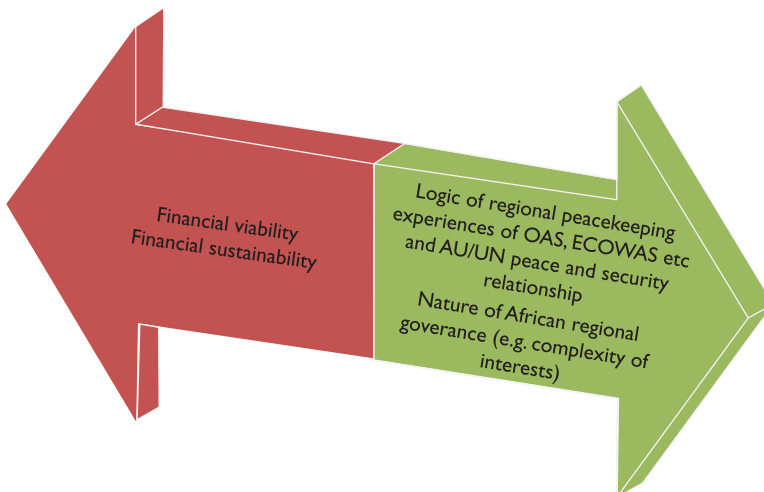 Financial viability
Financial sustainability
Logic of regional peacekeeping
experiences of OAS, ECOWAS etc
and AU/UN peace and security
relationship
Nature of African regional
goverance (e.g. complexity of
interests)